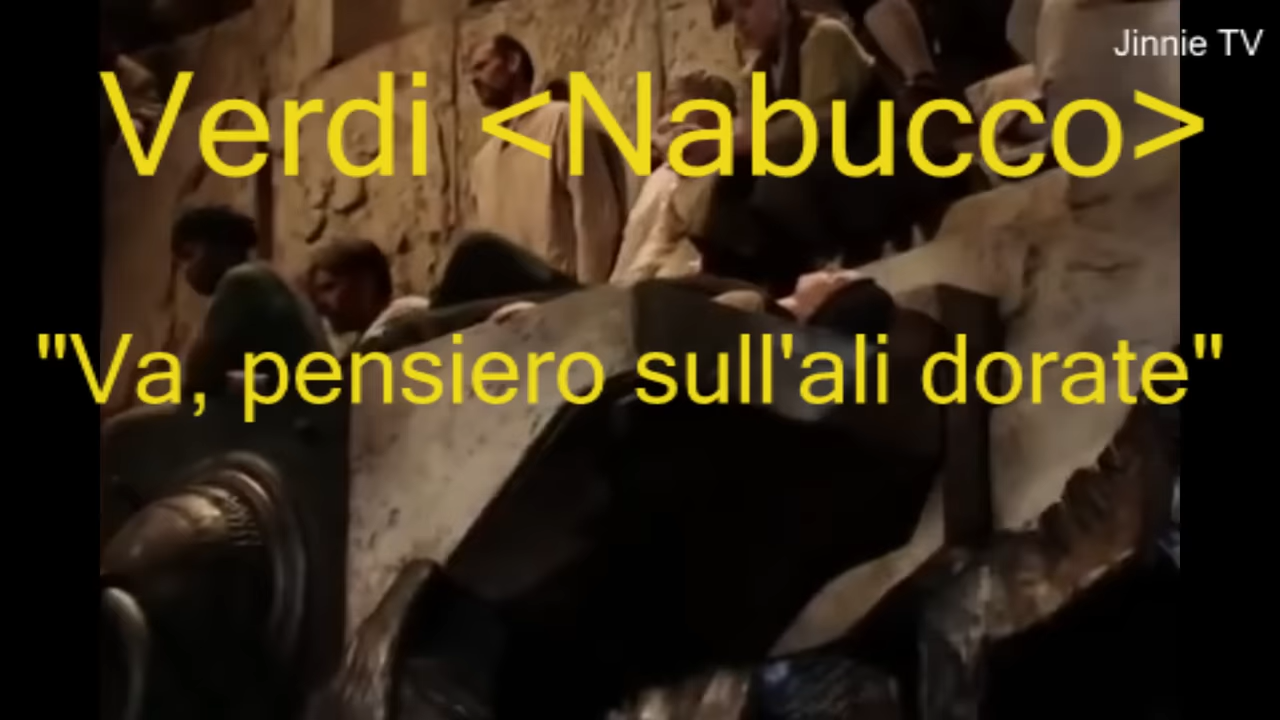 Jinnie TV
Verdi <Nabucco>
"Va, pensiero sull'ali dorate"